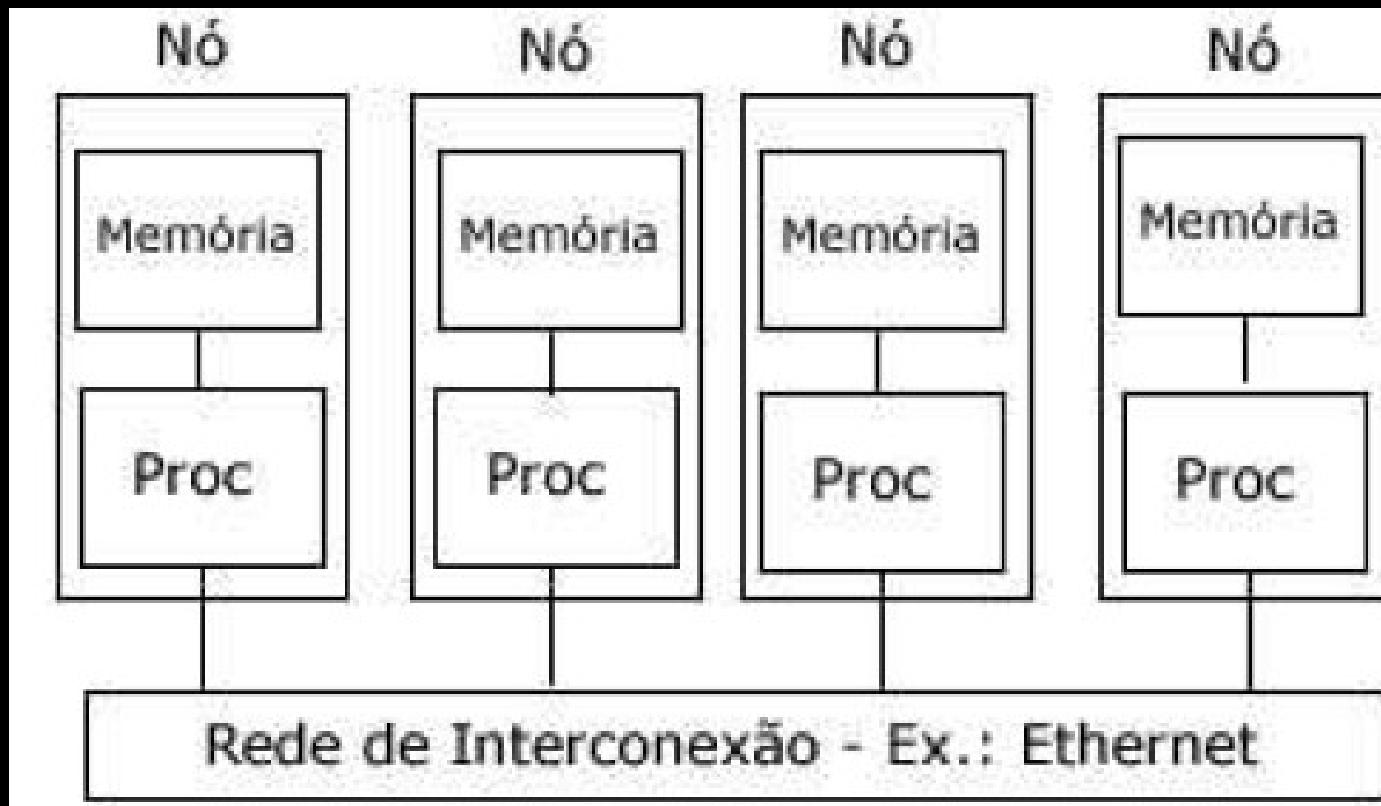 Nó Nó Nó Nó
Memória Memória Memória Memória
Proc Proc Proc Proc
Rede de Interconexão - Ex.: Ethernet